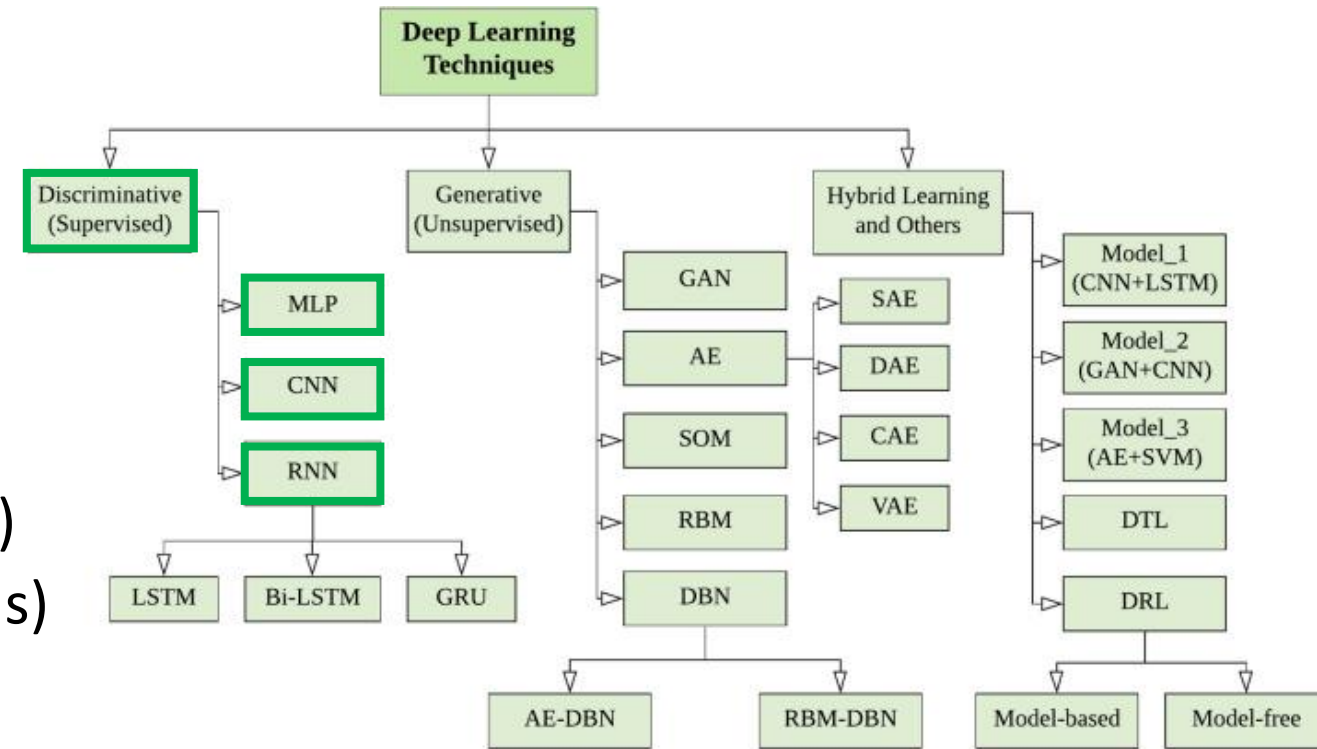 Deep Learning
Techniques
Discriminative
(Supervised)
Generative
(Unsupervised)
Hybrid Learning
and Others
MLP
CNN
RNN
LSTM
Bi-LSTM
GRU
GAN
AE
SOM
RBM
DBN
SAE
DAE
CAE
VAE
AE-DBN
RBM-DBN
Model_1
(CNN+LSTM)
Model_2
(GAN+CNN)
Model_3
(AE+SVM)
DTL
DRL
Model-based
Model-free
)
s)